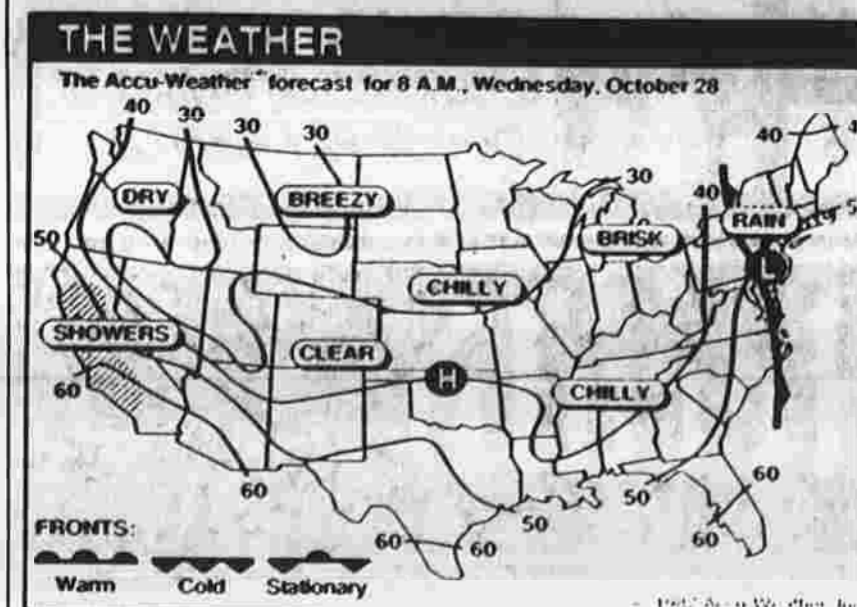 THE WEATHER
The Accu-Weather™ forecast for 8 A.M., Wednesday, October 28
40
30
30
30
40
30
40
DRY
BREEZY
RAIN
50
BRISK
L
CHILLY
SHOWERS
CLEAR
H
60
CHILLY
60
60
50
50
FRONTS:
60
60
60
Warm
Cold
Stationary